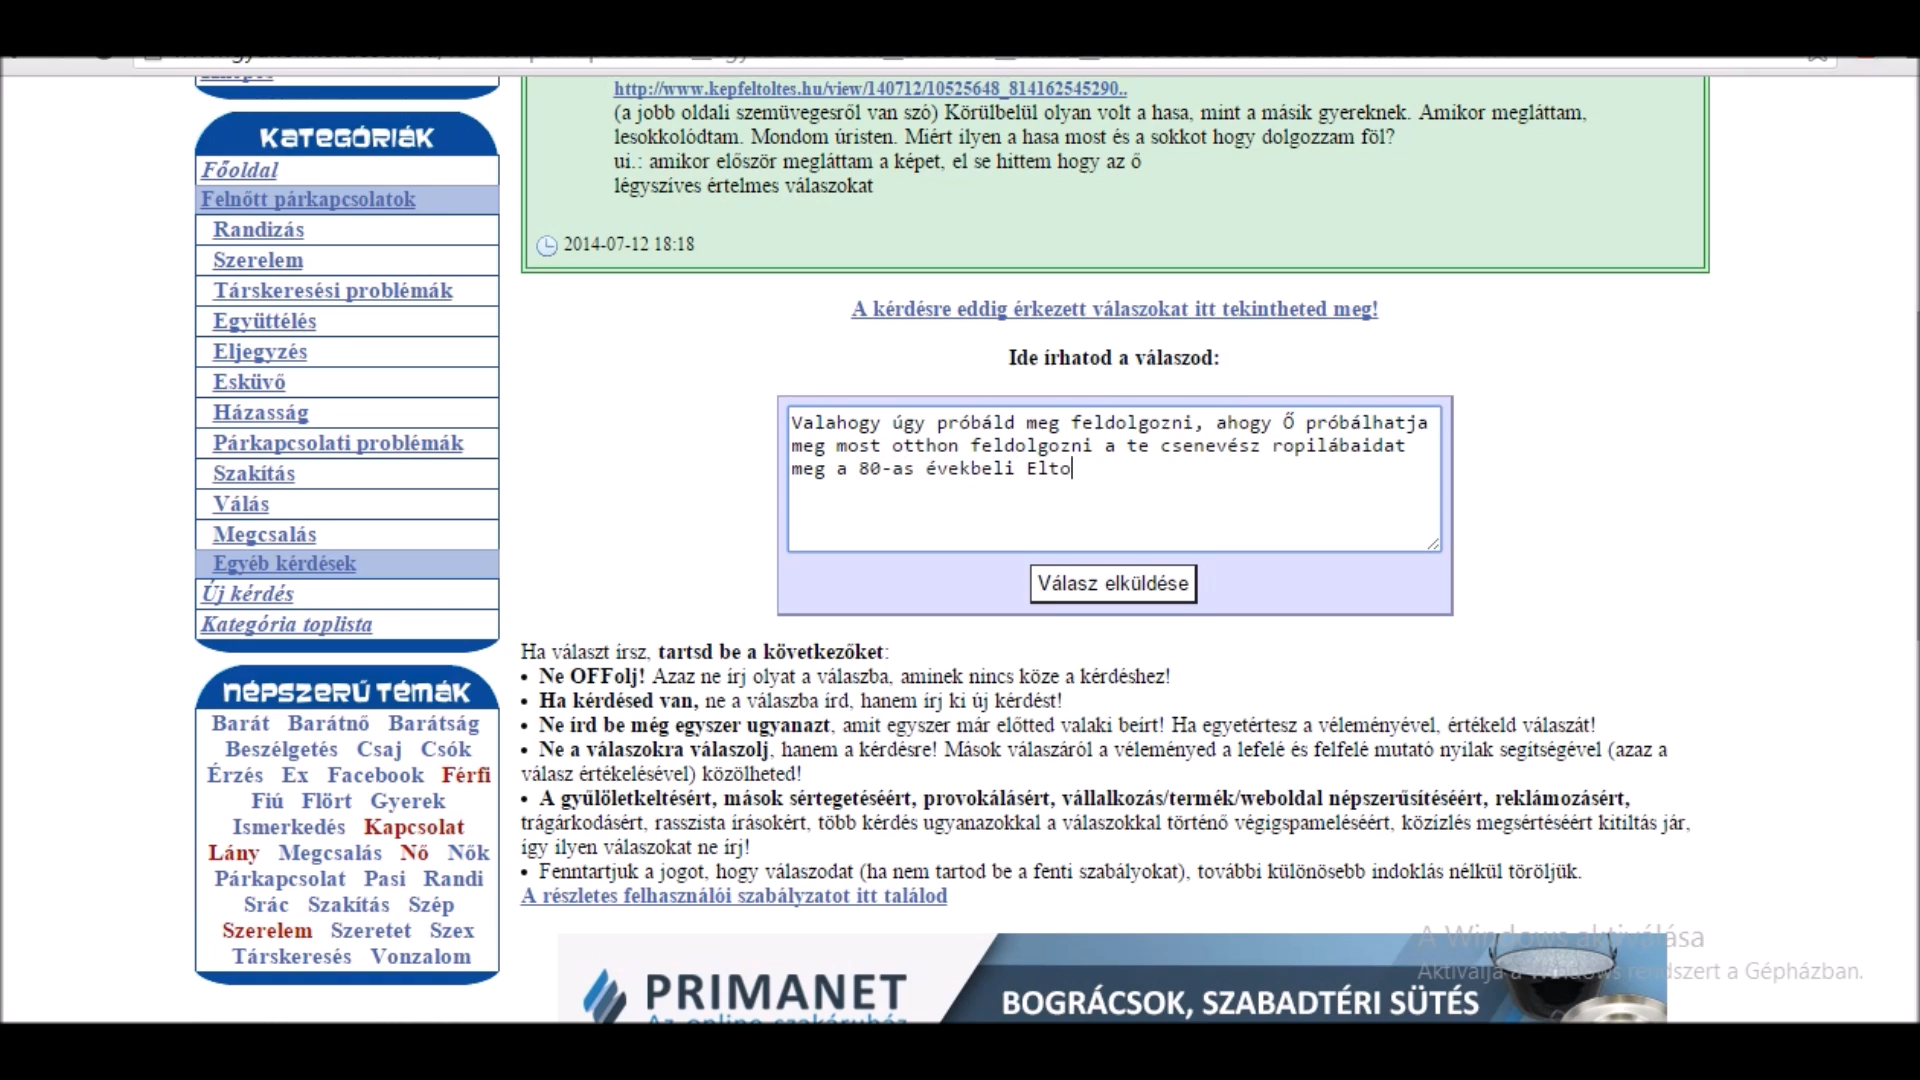 http://www.kepfeltoltes.hu/view/140712/10525648_814162545290..
(a jobb oldali szemüvegesről van szó) Körülbelül olyan volt a hasa, mint a másik gyereknek. Amikor megláttam,
lesokkolódtam. Mondom úristen. Miért ilyen a hasa most és a sokkot hogy dolgozzam föl?
ui.: amikor először megláttam a képet, el se hittem hogy az ő
légyszíves értelmes válaszokat
2014-07-12 18:18
Kategóriák
Főoldal
Felnőtt párkapcsolatok
Randizás
Szerelem
Társkeresési problémák
Együttélés
Eljegyzés
Esküvő
Házasság
Párkapcsolati problémák
Szakítás
Válás
Megcsalás
Egyéb kérdések
Új kérdés
Kategória toplista
Népszerű témák
Barát Barátnő Barátság
Beszélgetés Csaj Csók
Érzés Ex Facebook Férfi
Fiú Flört Gyerek
Ismerkedés Kapcsolat
Lány Megcsalás Nő Nők
Párkapcsolat Pasi Randi
Srác Szakítás Szép
Szerelem Szeretet Szex
Társkeresés Vonzalom
A kérdésre eddig érkezett válaszokat itt tekintheted meg!
Ide írhatod a válaszod:
Valahogy úgy próbáld meg feldolgozni, ahogy Ő próbálhatja
meg most otthon feldolgozni a te csenevész ropilábaidat
meg a 80-as évekbeli Elto
Válasz elküldése
Ha választ írsz, tartsd be a következőket:
• Ne OFFolj! Azaz ne írj olyat a válaszba, aminek nincs köze a kérdéshez!
• Ha kérdésed van, ne a válaszba írd, hanem írj ki új kérdést!
• Ne írd be még egyszer ugyanazt, amit egyszer már előtted valaki beírt! Ha egyetértesz a véleményével, értékeld válaszát!
• Ne a válaszokra válaszolj, hanem a kérdésre! Mások válaszáról a véleményed a lefelé és felfelé mutató nyilak segítségével (azaz a
válasz értékelésével) közölheted!
• A gyűlöletkeltésért, mások sértegetéséért, provokálásért, vállalkozás/termék/weboldal népszerűsítéséért, reklámozásért,
trágárkodásért, rasszista írásokért, több kérdés ugyanazokkal a válaszokkal történő végigspameléséért, közízlés megsértéséért kitiltás jár,
így ilyen válaszokat ne írj!
• Fenntartjuk a jogot, hogy válaszodat (ha nem tartod be a fenti szabályokat), további különösebb indoklás nélkül töröljük.
A részletes felhasználói szabályzatot itt találod
A Windows aktiválása
Aktiválja a Windows rendszert a Gépházban.
PRIMANET
Az online szakáruház
BOGRÁCSOK, SZABADTÉRI SÜTÉS